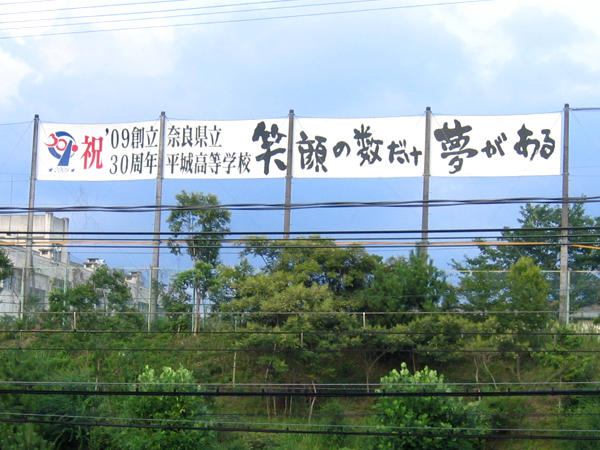 祝
'09創立 奈良県立
30周年 平城高等学校
笑顔の数だけ 夢がある